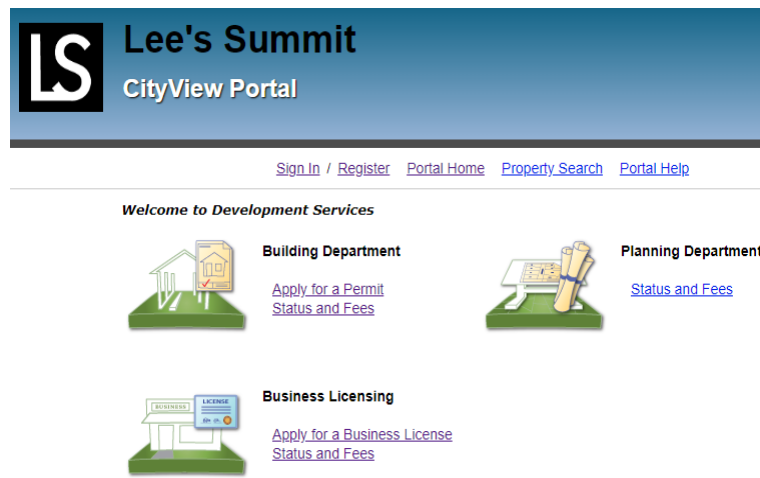 LS
Lee's Summit
CityView Portal
Sign In / Register Portal Home Property Search Portal Help
Welcome to Development Services
Building Department
Apply for a Permit
Status and Fees
Planning Department
Status and Fees
BUSINESS
LICENSE
Business Licensing
Apply for a Business License
Status and Fees